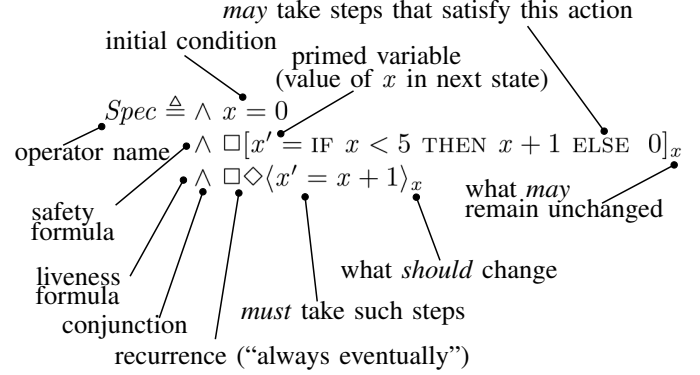 may take steps that satisfy this action
initial condition
primed variable
(value of x in next state)
Spec ≜ ∧ x = 0
∧ □[x′ = IF x < 5 THEN x + 1 ELSE 0]ₓ
operator name
∧ □◇⟨x′ = x + 1⟩ₓ
what may
remain unchanged
safety
formula
what should change
liveness
formula
must take such steps
conjunction
recurrence (“always eventually”)